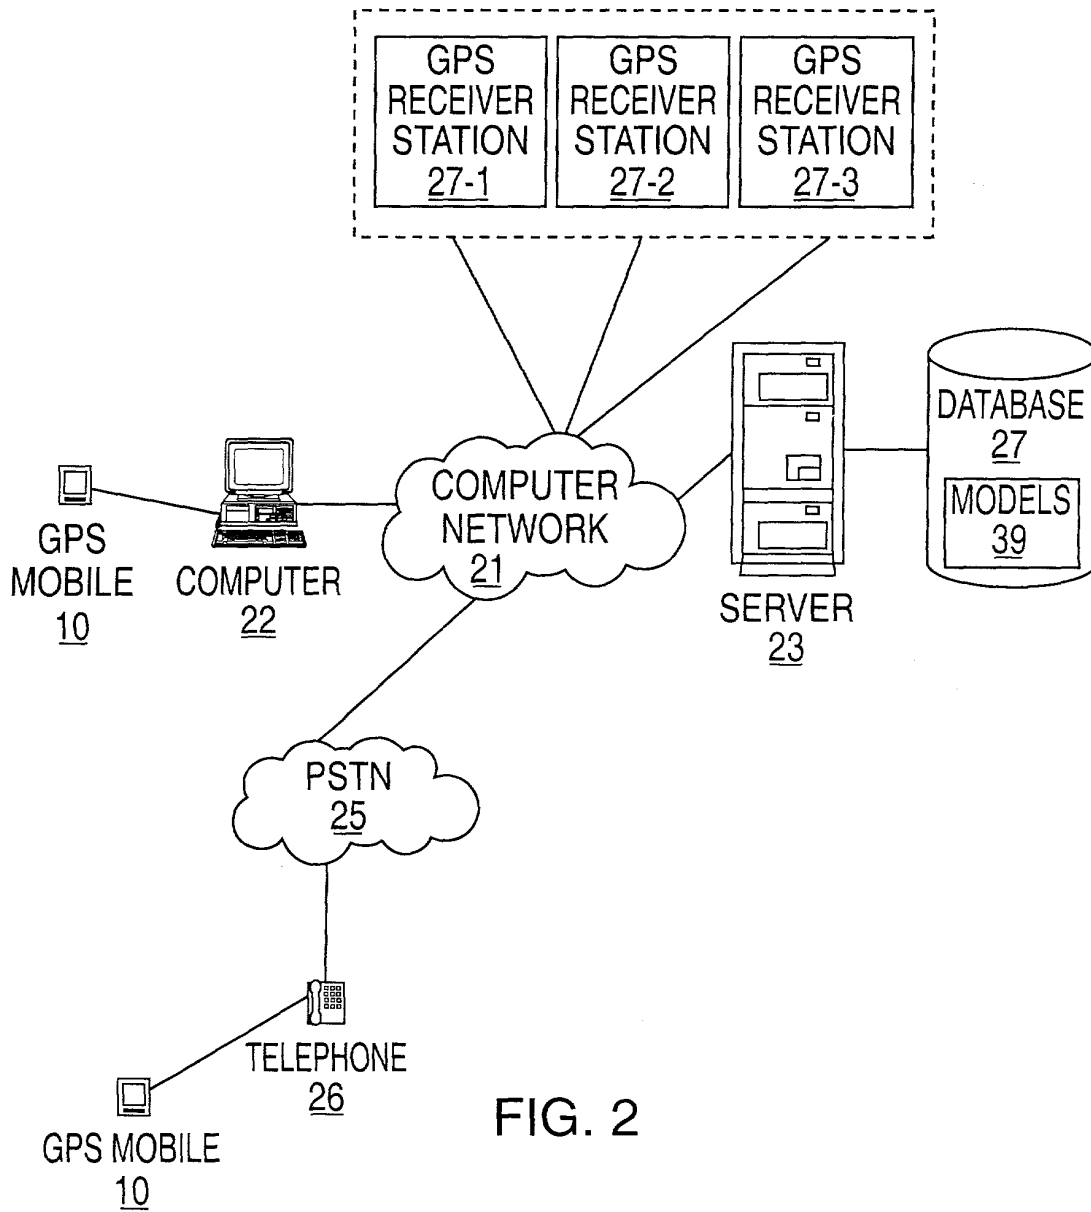 GPS
RECEIVER
STATION
27-1
GPS
RECEIVER
STATION
27-2
GPS
RECEIVER
STATION
27-3
DATABASE
27
MODELS
39
COMPUTER
NETWORK
21
GPS
MOBILE
10
COMPUTER
22
SERVER
23
PSTN
25
TELEPHONE
26
GPS MOBILE
10
FIG. 2